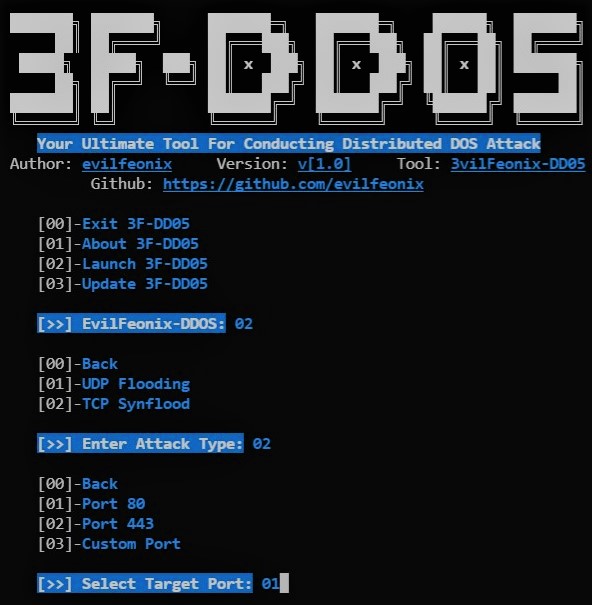 3F-DDOS
Your Ultimate Tool For Conducting Distributed DOS Attack
Author: evilfeonix Version: v[1.0] Tool: 3vilFeonix-DD05
Github: https://github.com/evilfeonix
[00]-Exit 3F-DD05
[01]-About 3F-DD05
[02]-Launch 3F-DD05
[03]-Update 3F-DD05
[>>] EvilFeonix-DDOS: 02
[00]-Back
[01]-UDP Flooding
[02]-TCP Synflood
[>>] Enter Attack Type: 02
[00]-Back
[01]-Port 80
[02]-Port 443
[03]-Custom Port
[>>] Select Target Port: 01